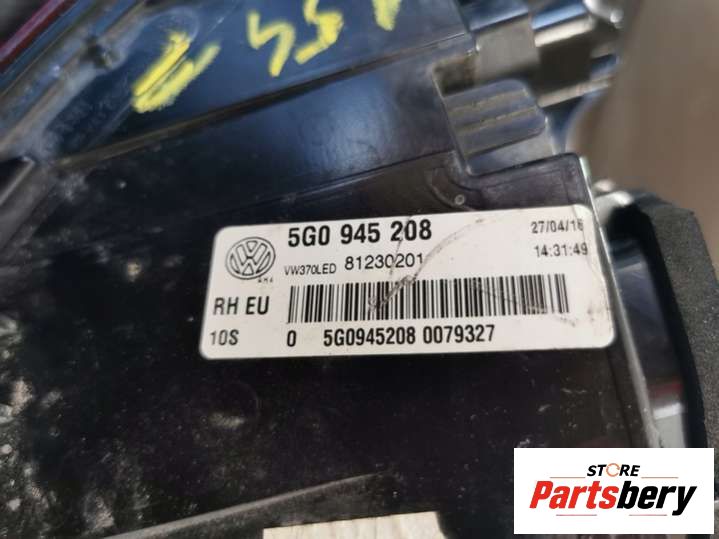 5G0 945 208
27/04/16
VW370LED 81230201
14:31:49
RH EU
10S
0 5G0945208 0079327
STORE
Partsbery